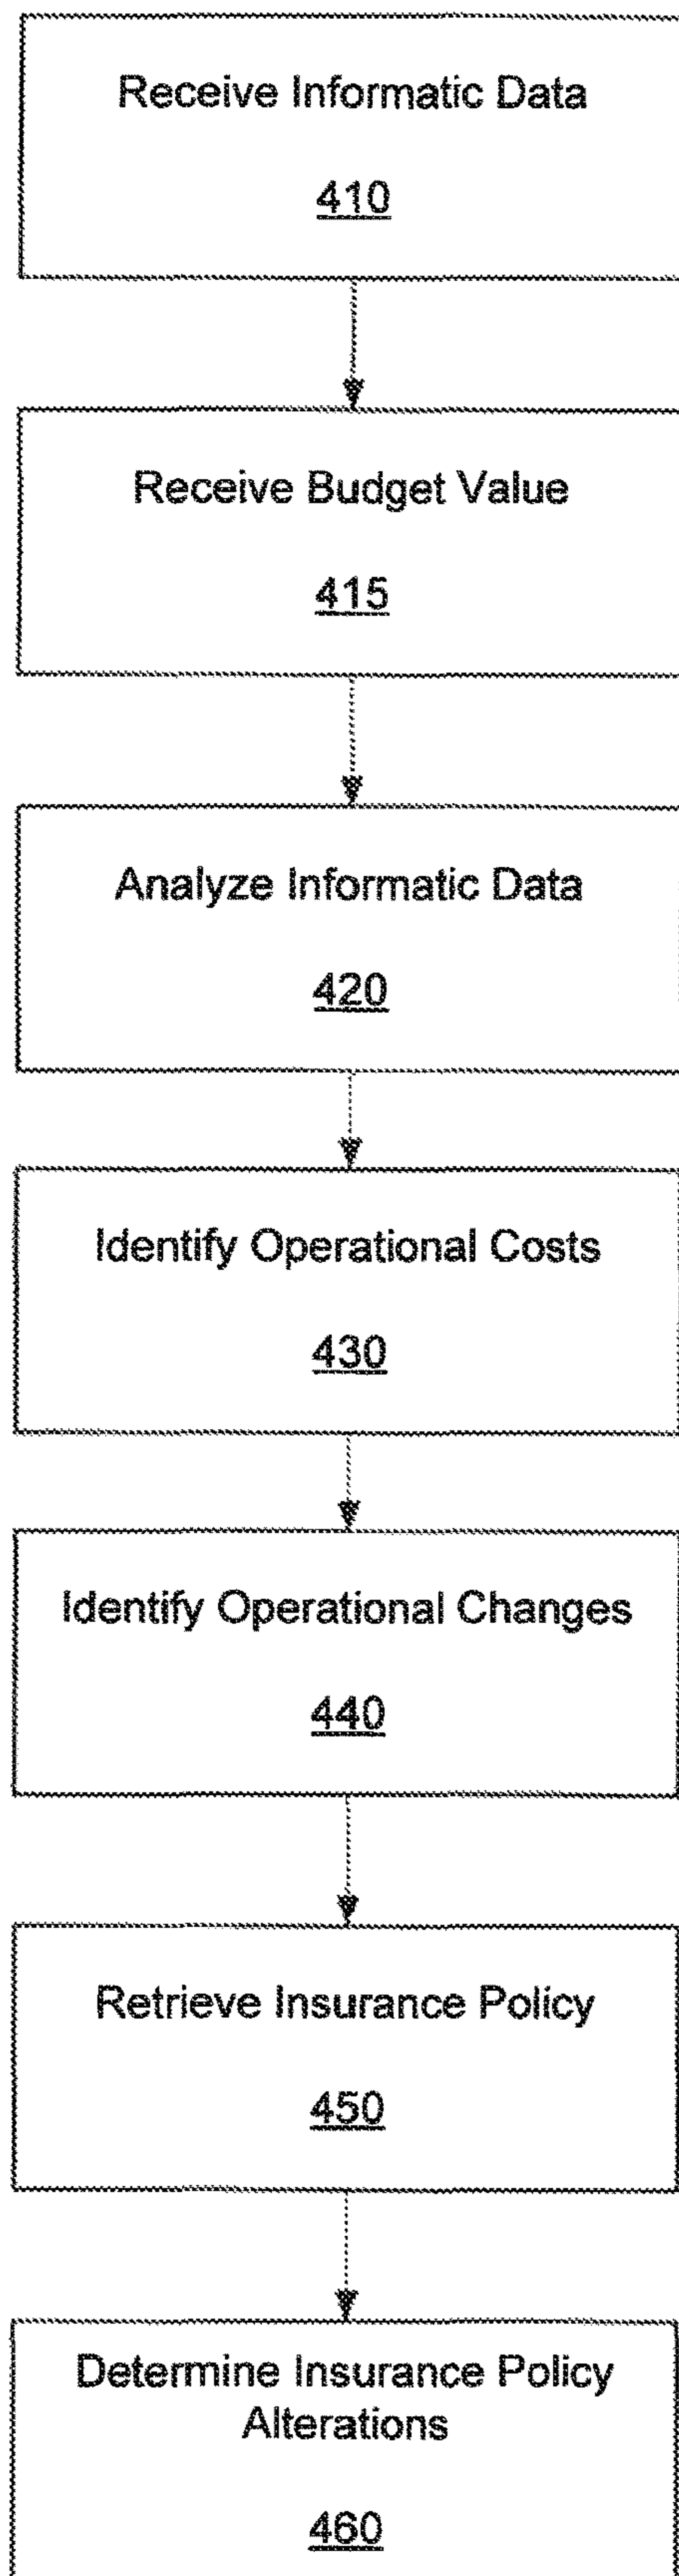 Receive Informatic Data
410
Receive Budget Value
415
Analyze Informatic Data
420
Identify Operational Costs
430
Identify Operational Changes
440
Retrieve Insurance Policy
450
Determine Insurance Policy
Alterations
460